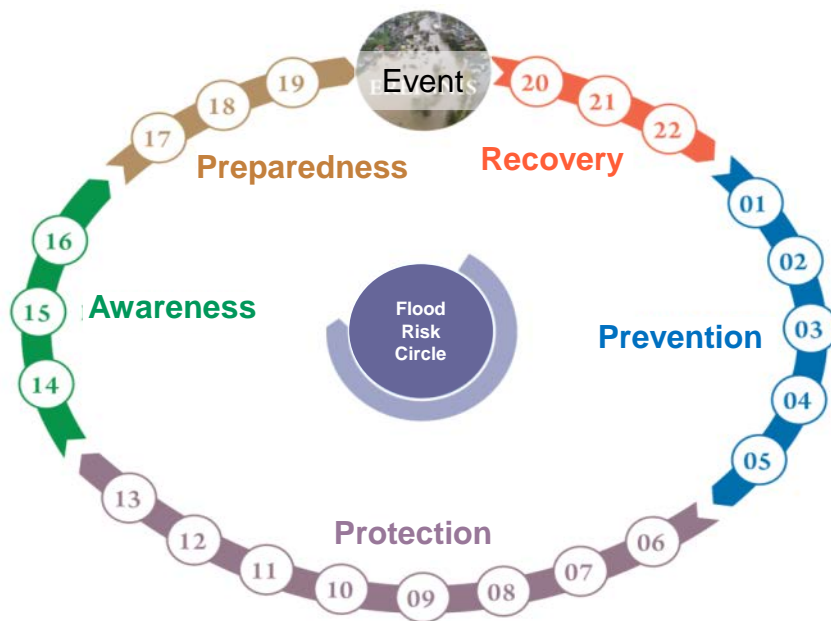 Event
20
21
22
Recovery
01
02
03
Prevention
04
05
06
07
08
09
10
11
12
13
Protection
14
15
16
Awareness
17
18
19
Preparedness
Flood
Risk
Circle